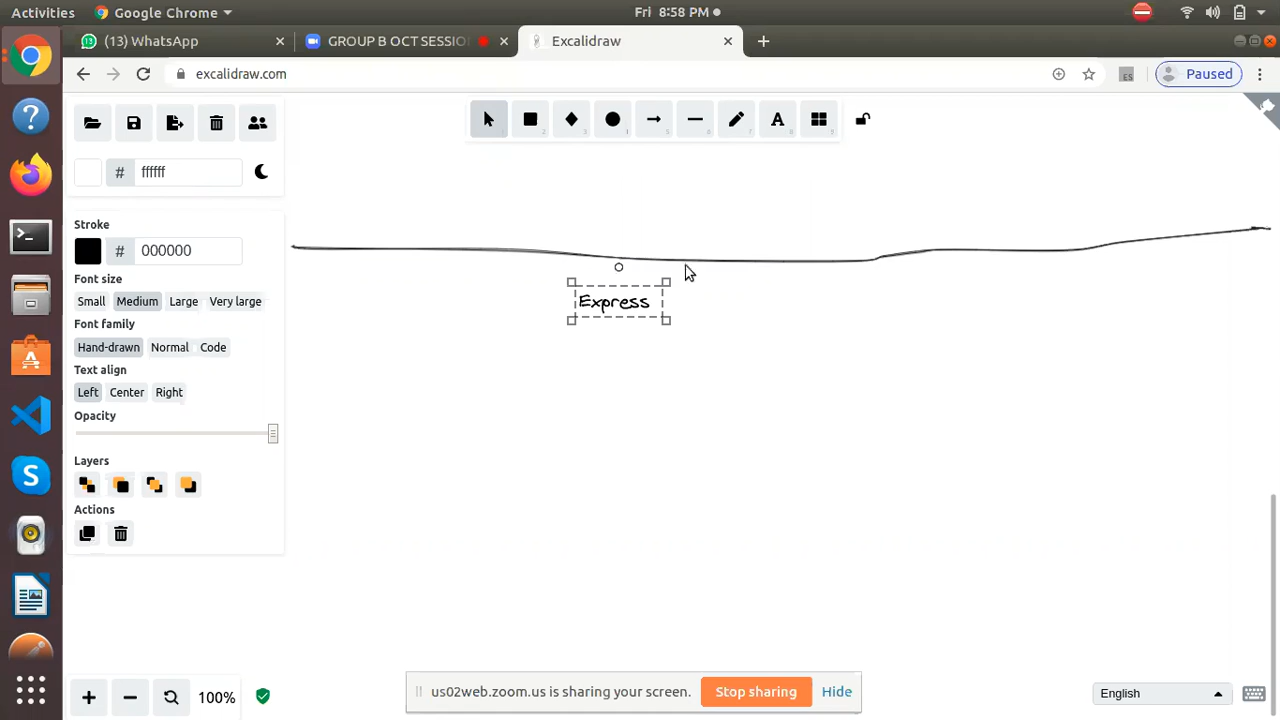 Activities Google Chrome Fri 8:58 PM
(13) WhatsApp GROUP B OCT SESSION Excalidraw
excalidraw.com ES Paused
# ffffff
Stroke
# 000000
Font size
Small Medium Large Very large
Font family
Hand-drawn Normal Code
Text align
Left Center Right
Opacity
Layers
Actions
Express
100%
us02web.zoom.us is sharing your screen. Stop sharing Hide
English